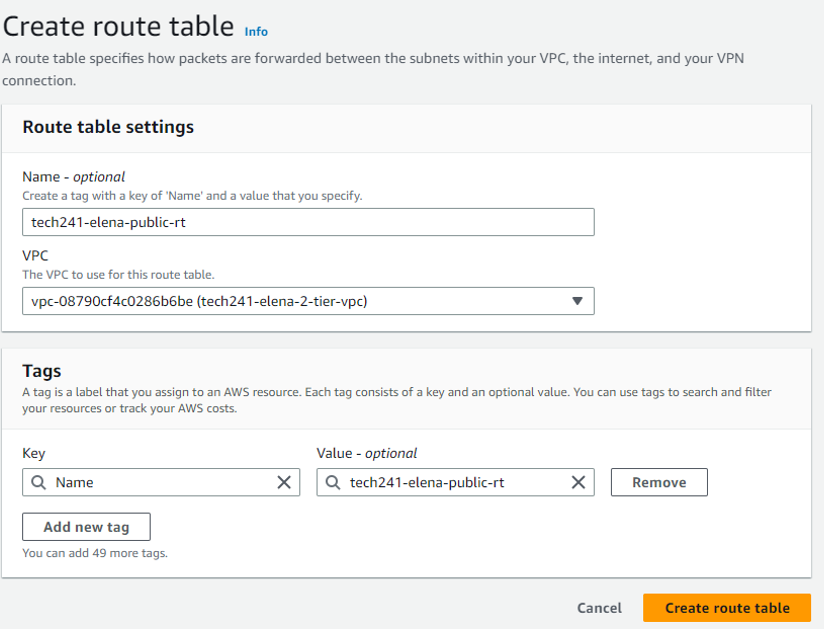 Create route table Info
A route table specifies how packets are forwarded between the subnets within your VPC, the internet, and your VPN
connection.
Route table settings
Name - optional
Create a tag with a key of 'Name' and a value that you specify.
tech241-elena-public-rt
VPC
The VPC to use for this route table.
vpc-08790cf4c0286b6be (tech241-elena-2-tier-vpc)
Tags
A tag is a label that you assign to an AWS resource. Each tag consists of a key and an optional value. You can use tags to search and filter
your resources or track your AWS costs.
Key Value - optional
Name tech241-elena-public-rt Remove
Add new tag
You can add 49 more tags.
Cancel Create route table